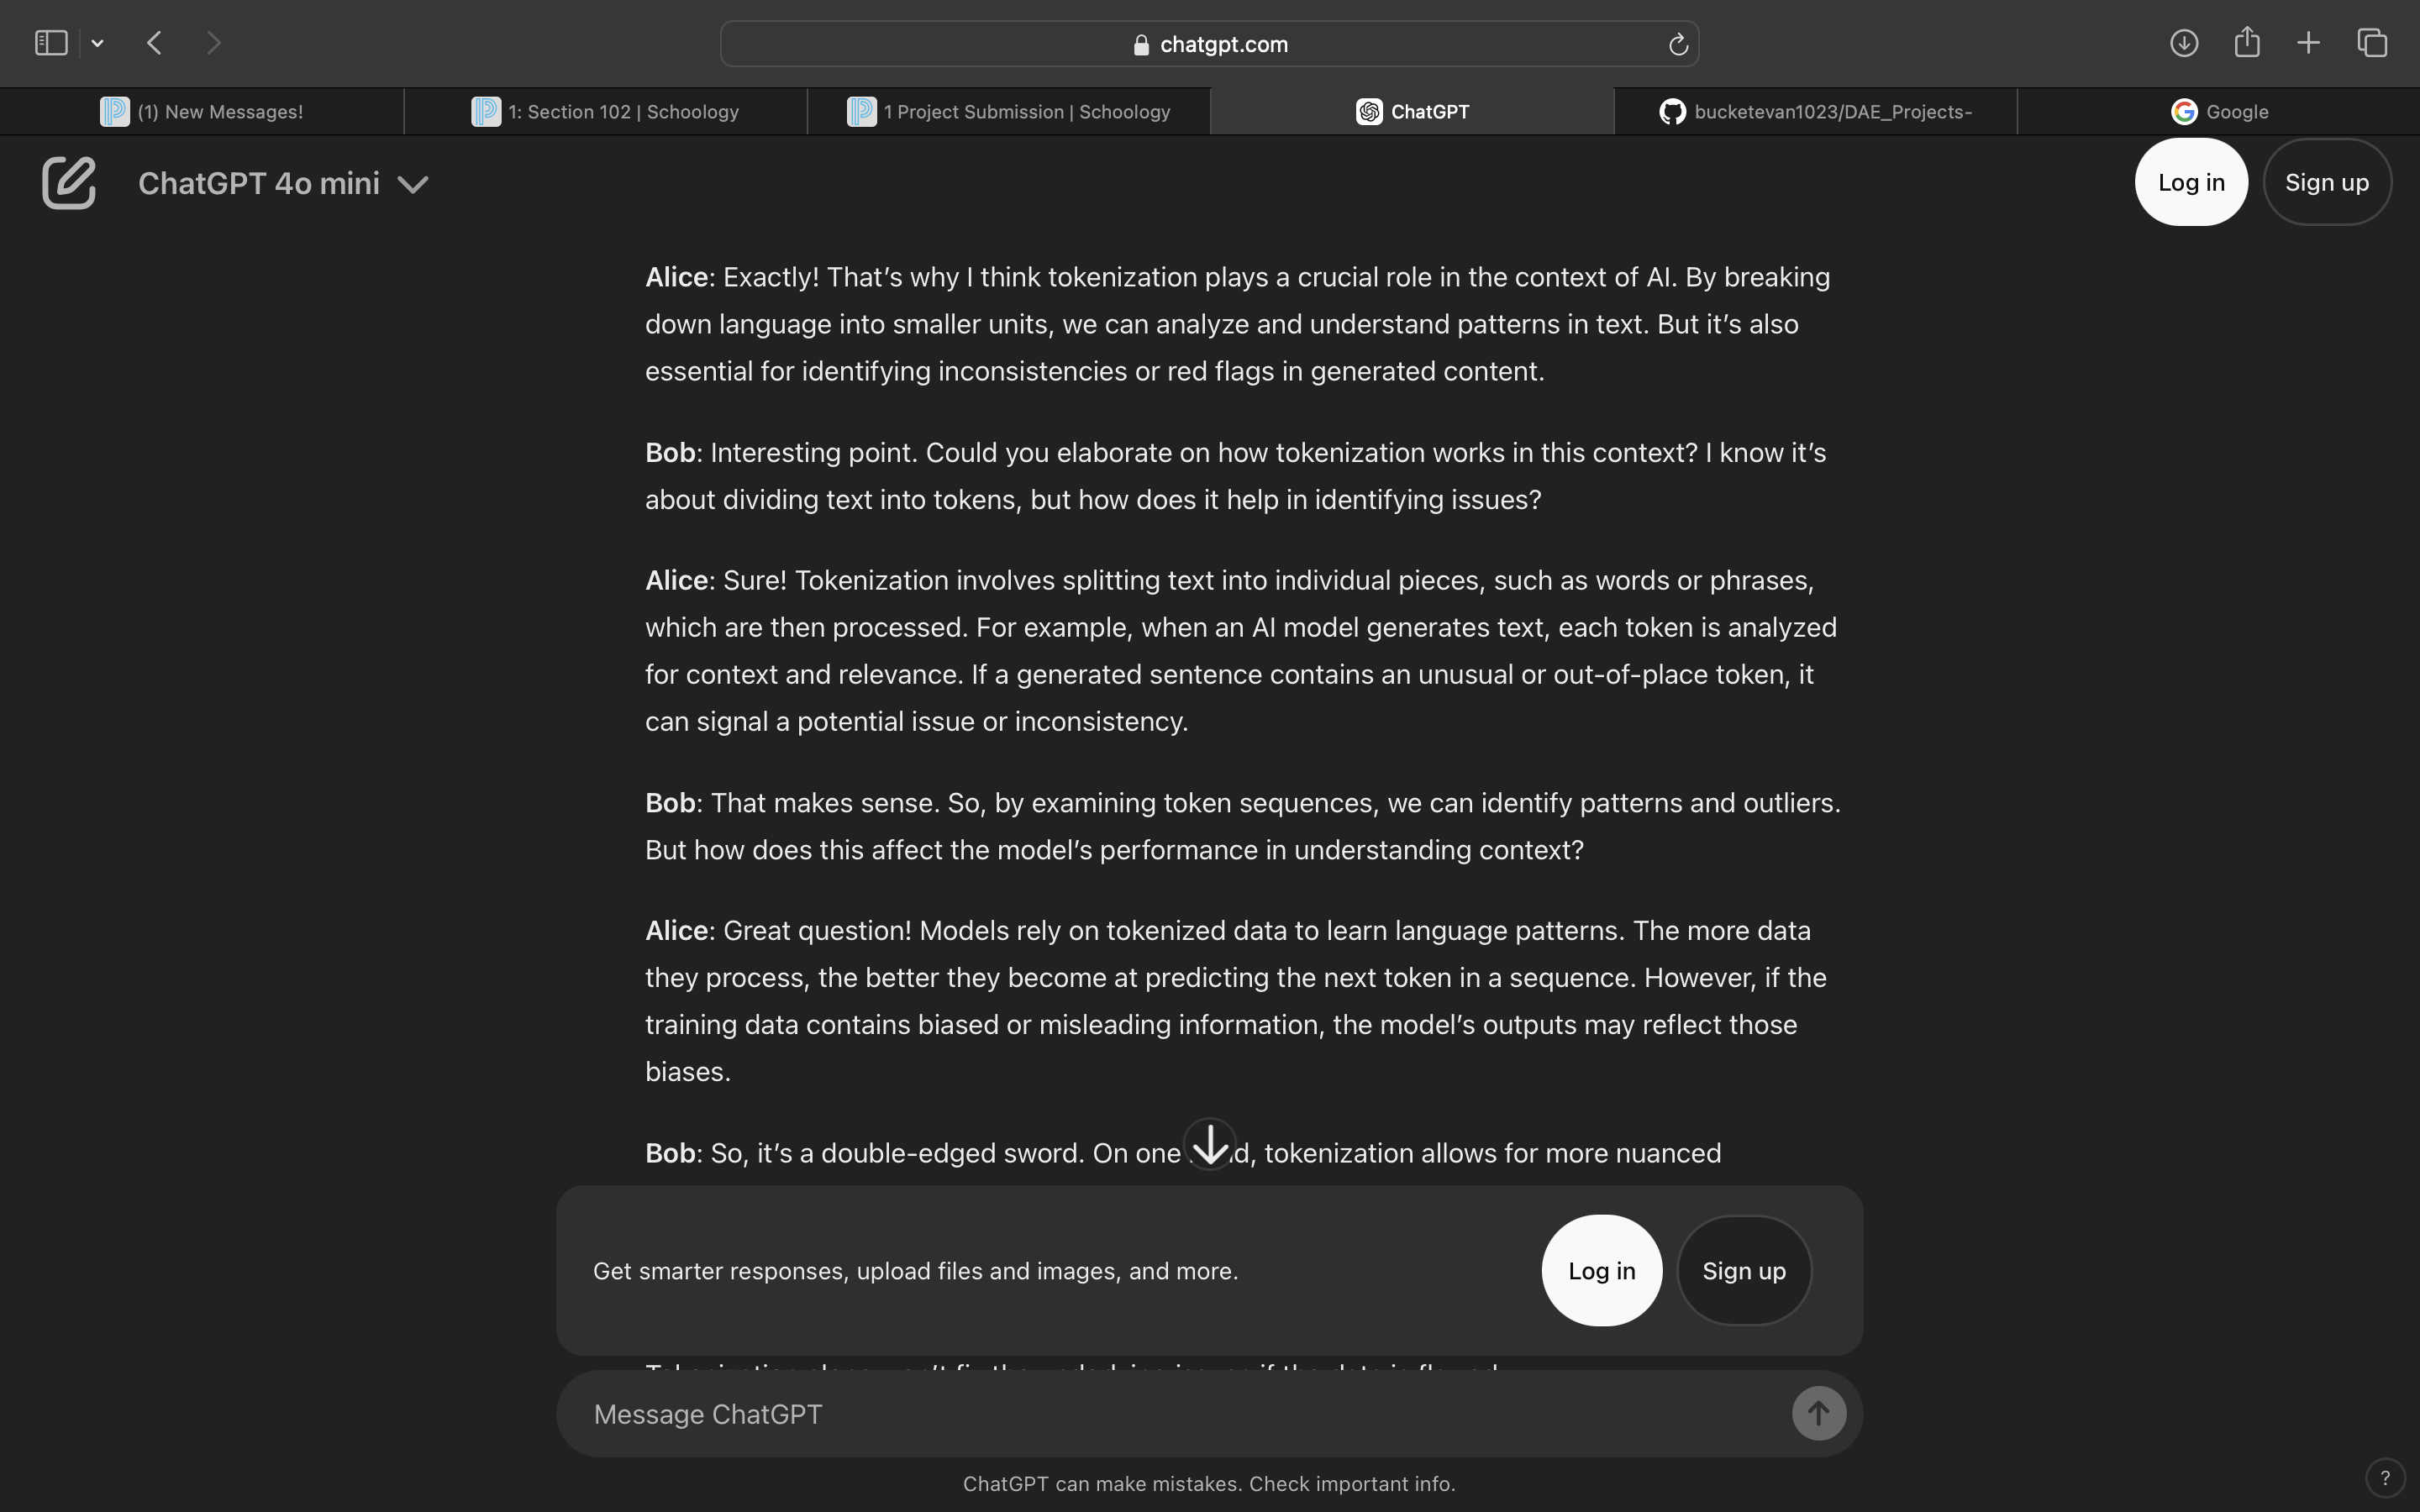 chatgpt.com
(1) New Messages!
1: Section 102 | Schoology
1 Project Submission | Schoology
ChatGPT
bucketevan1023/DAE_Projects-
Google
ChatGPT 4o mini
Log in
Sign up
Alice: Exactly! That’s why I think tokenization plays a crucial role in the context of AI. By breaking
down language into smaller units, we can analyze and understand patterns in text. But it’s also
essential for identifying inconsistencies or red flags in generated content.
Bob: Interesting point. Could you elaborate on how tokenization works in this context? I know it’s
about dividing text into tokens, but how does it help in identifying issues?
Alice: Sure! Tokenization involves splitting text into individual pieces, such as words or phrases,
which are then processed. For example, when an AI model generates text, each token is analyzed
for context and relevance. If a generated sentence contains an unusual or out-of-place token, it
can signal a potential issue or inconsistency.
Bob: That makes sense. So, by examining token sequences, we can identify patterns and outliers.
But how does this affect the model’s performance in understanding context?
Alice: Great question! Models rely on tokenized data to learn language patterns. The more data
they process, the better they become at predicting the next token in a sequence. However, if the
training data contains biased or misleading information, the model’s outputs may reflect those
biases.
Bob: So, it’s a double-edged sword. On one tokenization allows for more nuanced
Get smarter responses, upload files and images, and more.
Log in
Sign up
Message ChatGPT
ChatGPT can make mistakes. Check important info.
?